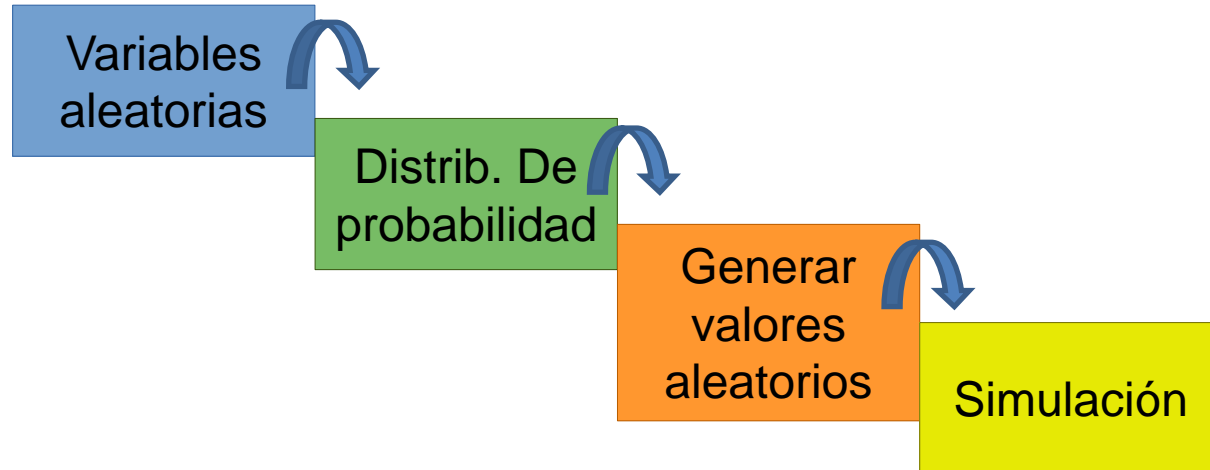 Variables
aleatorias
Distrib. De
probabilidad
Generar
valores
aleatorios
Simulación